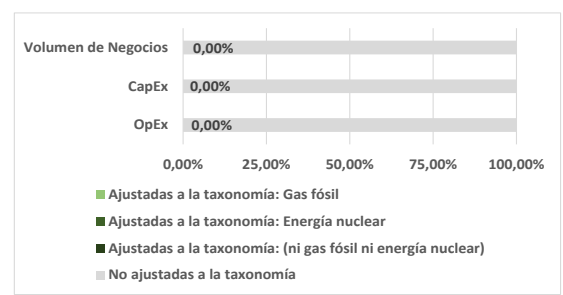 Volumen de Negocios 0,00%
CapEx 0,00%
OpEx 0,00%
0,00% 25,00% 50,00% 75,00% 100,00%
Ajustadas a la taxonomía: Gas fósil
Ajustadas a la taxonomía: Energía nuclear
Ajustadas a la taxonomía: (ni gas fósil ni energía nuclear)
No ajustadas a la taxonomía